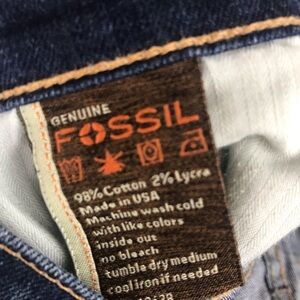 GENUINE
FOSSIL
98% Cotton 2% Lycra
Made in USA
Machine wash cold
with like colors
inside out
no bleach
tumble dry medium
cool iron if needed